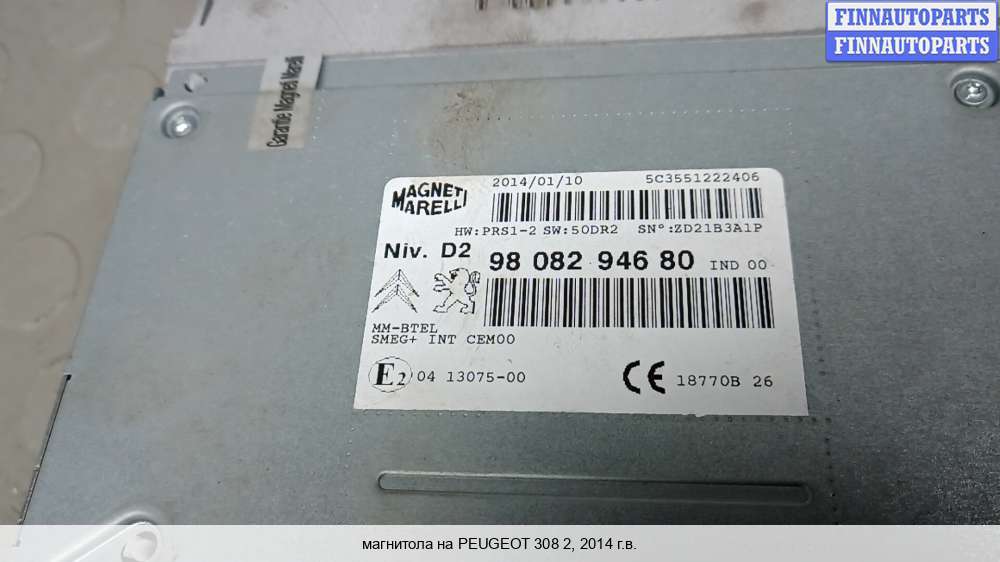 FINNAUTOPARTS
FINNAUTOPARTS
Garantie Magneti Marelli
MAGNETI
MARELLI
2014/01/10 5C3551222406
HW:PRS1-2 SW:50DR2 SN°:ZD21B3A1P
Niv. D2
98 082 946 80 IND 00
MM-BTEL
SMEG+ INT CEM00
E2 04 13075-00
CE 18770B 26
магнитола на PEUGEOT 308 2, 2014 г.в.